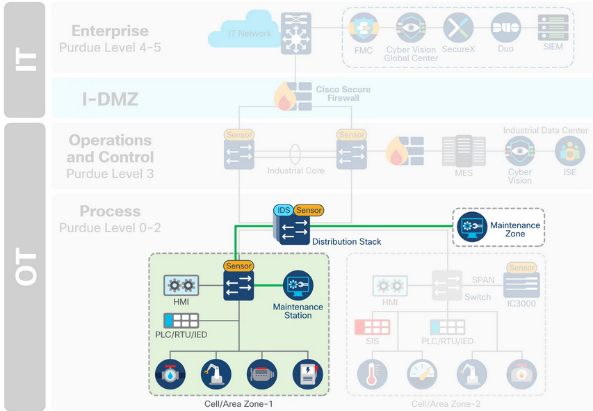 IT
Enterprise
Purdue Level 4-5
IT Network
FMC
Cyber Vision
Global Center
SecureX
Duo
SIEM
I-DMZ
Cisco Secure
Firewall
OT
Operations
and Control
Purdue Level 3
Sensor
Sensor
Industrial Core
Industrial Data Center
MES
Cyber
Vision
ISE
Process
Purdue Level 0-2
IDS
Sensor
Distribution Stack
Maintenance
Zone
Sensor
HMI
Maintenance
Station
PLC/RTU/IED
Cell/Area Zone-1
HMI
SPAN
Switch
Sensor
IC3000
SIS
PLC/RTU/IED
Cell/Area Zone-2